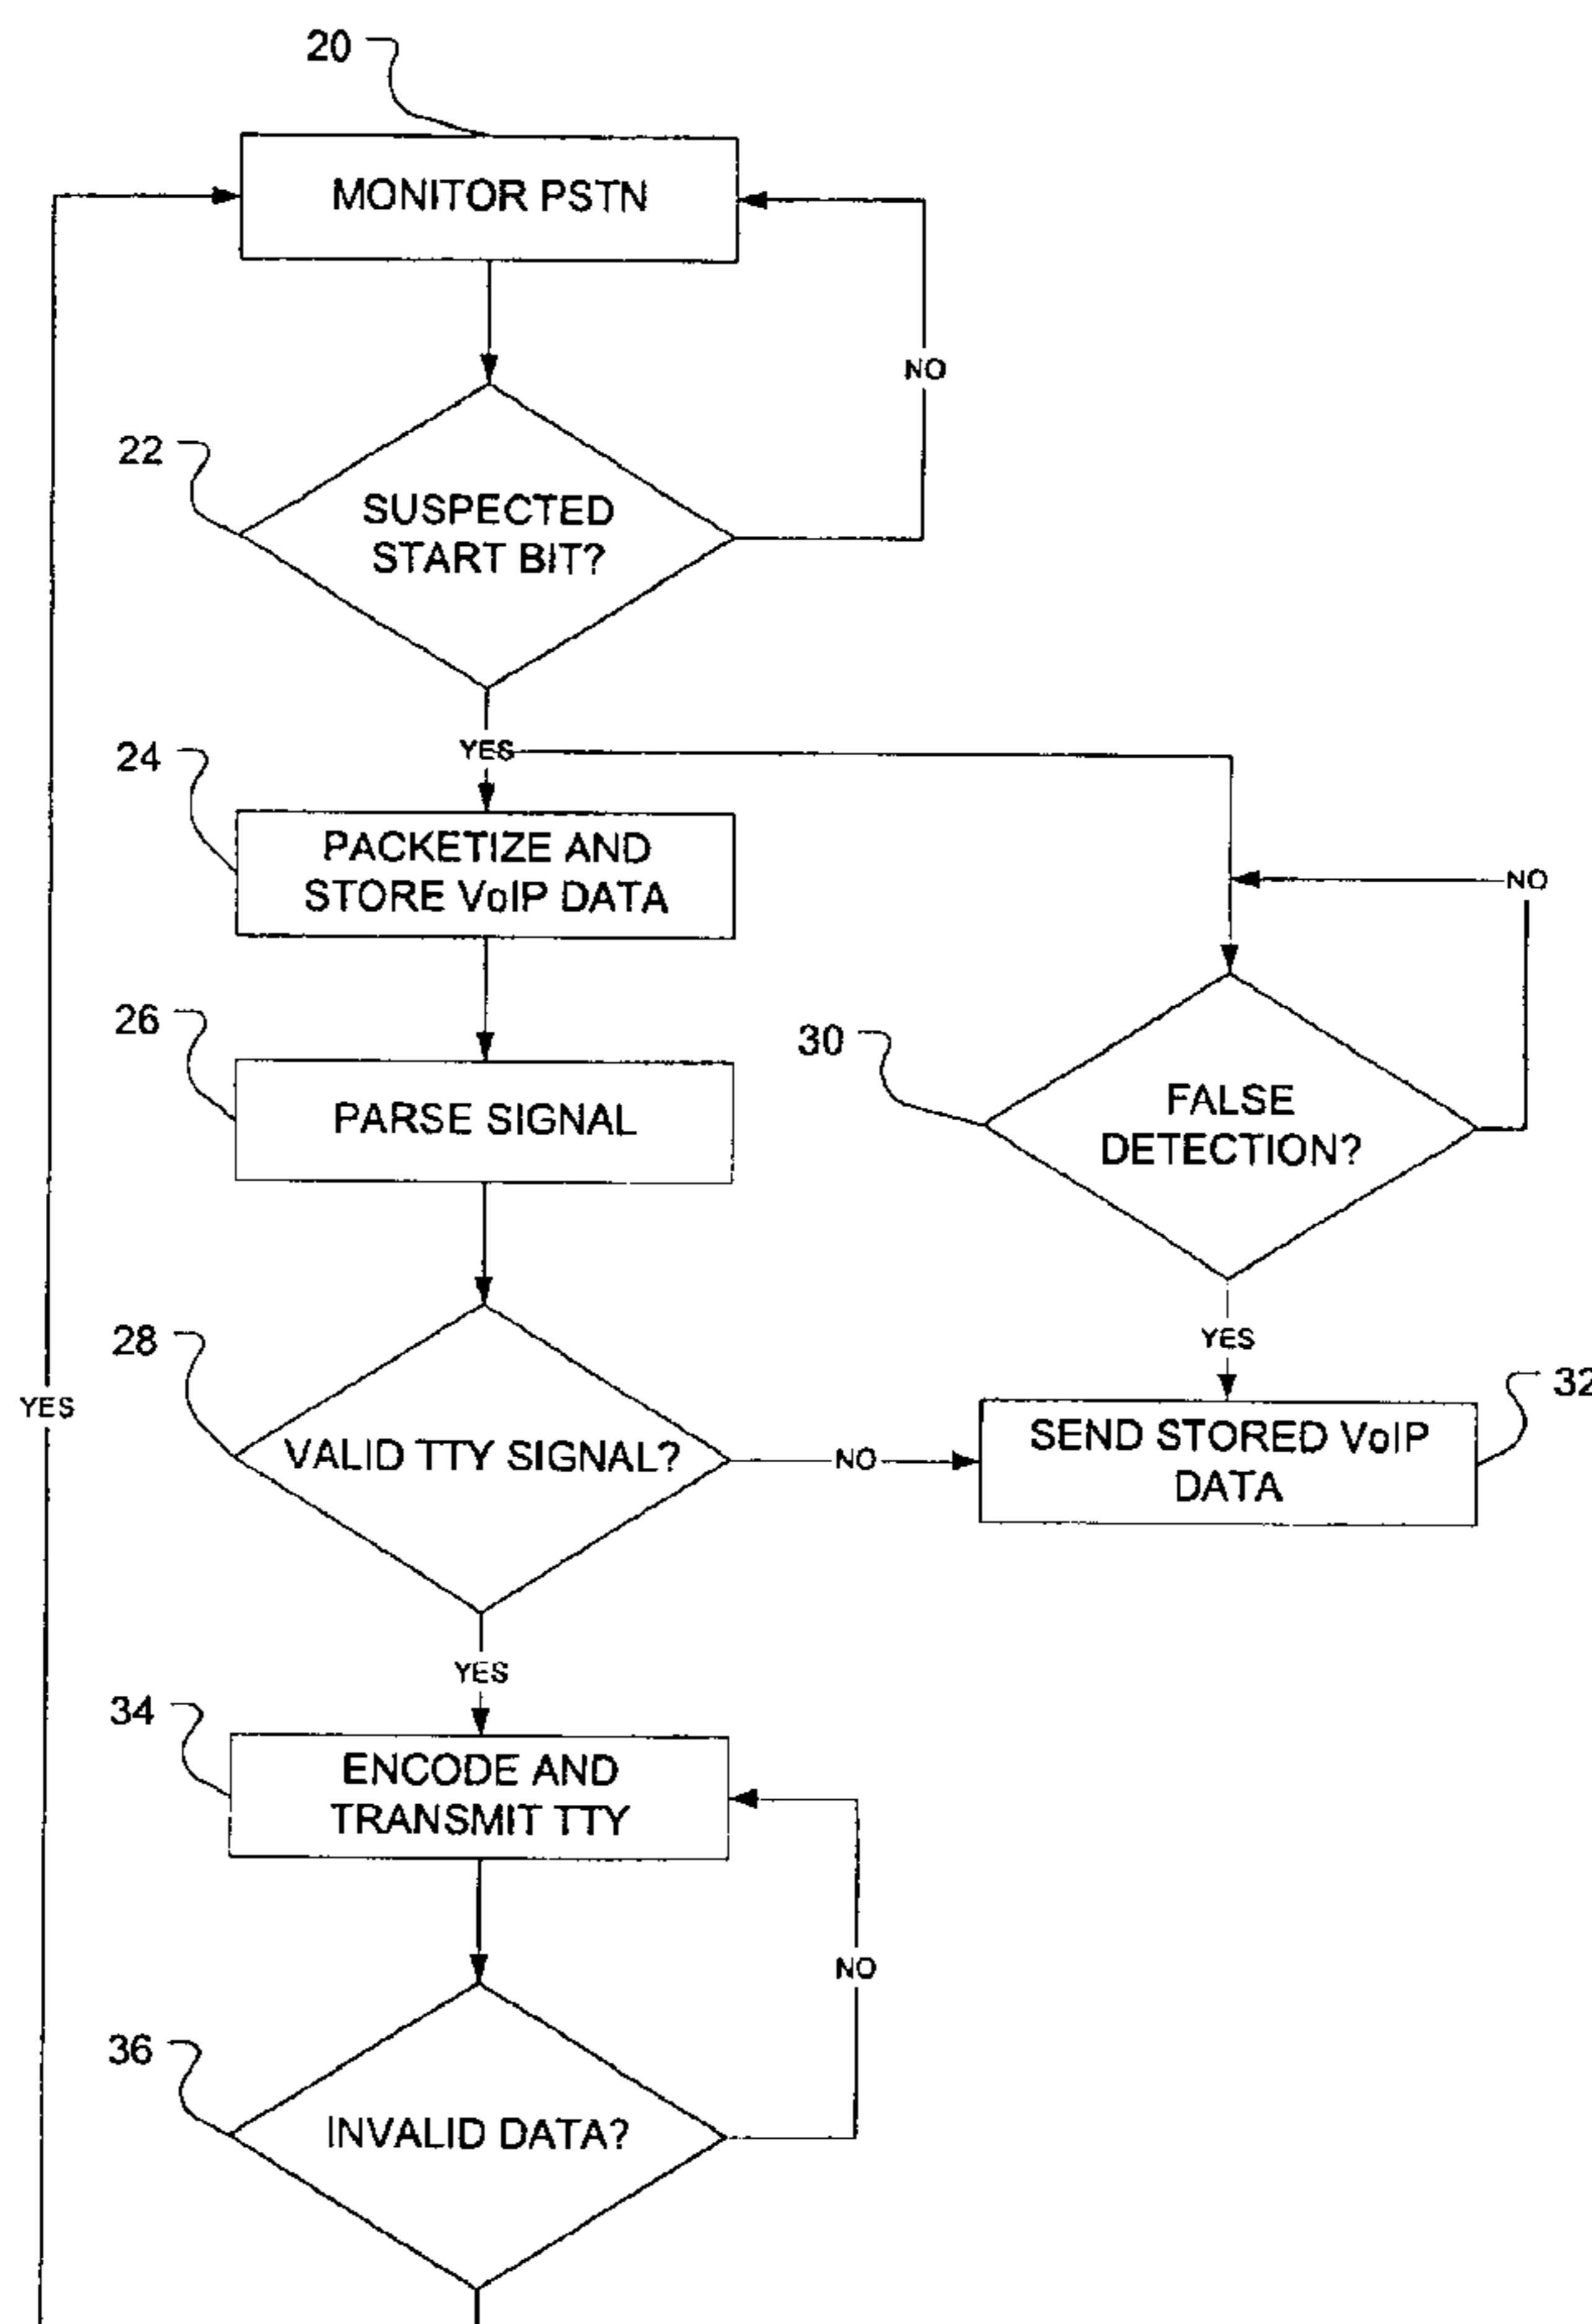 20
MONITOR PSTN
NO
22
SUSPECTED
START BIT?
YES
24
PACKETIZE AND
STORE VoIP DATA
NO
26
PARSE SIGNAL
30
FALSE
DETECTION?
YES
28
VALID TTY SIGNAL?
NO
32
SEND STORED VoIP
DATA
YES
YES
34
ENCODE AND
TRANSMIT TTY
NO
36
INVALID DATA?